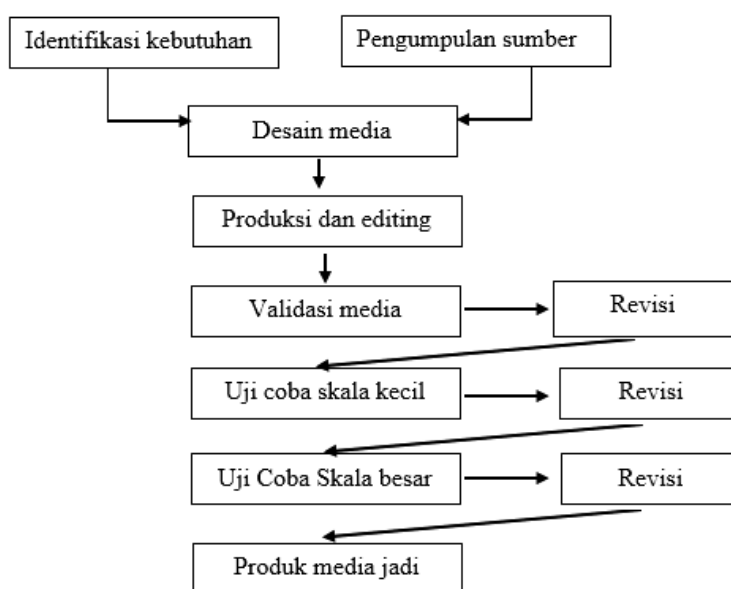 Identifikasi kebutuhan
Pengumpulan sumber
Desain media
Produksi dan editing
Validasi media
Revisi
Uji coba skala kecil
Revisi
Uji Coba Skala besar
Revisi
Produk media jadi